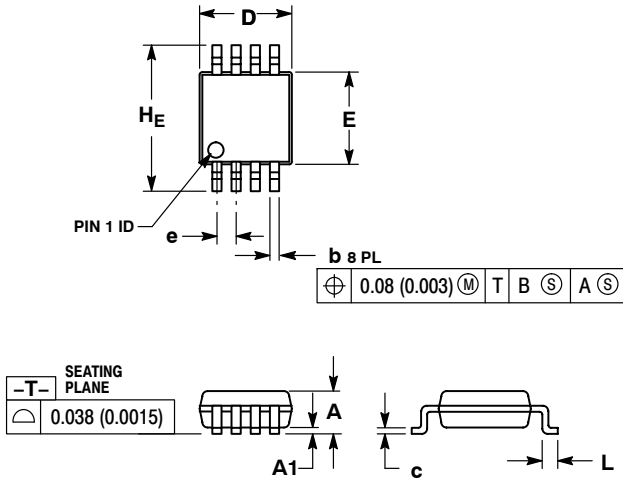 D
HE
E
PIN 1 ID
e
b 8 PL
⌖ 0.08 (0.003) Ⓜ T B Ⓢ A Ⓢ
–T– SEATING
PLANE
⌓ 0.038 (0.0015)
A
A1
c
L